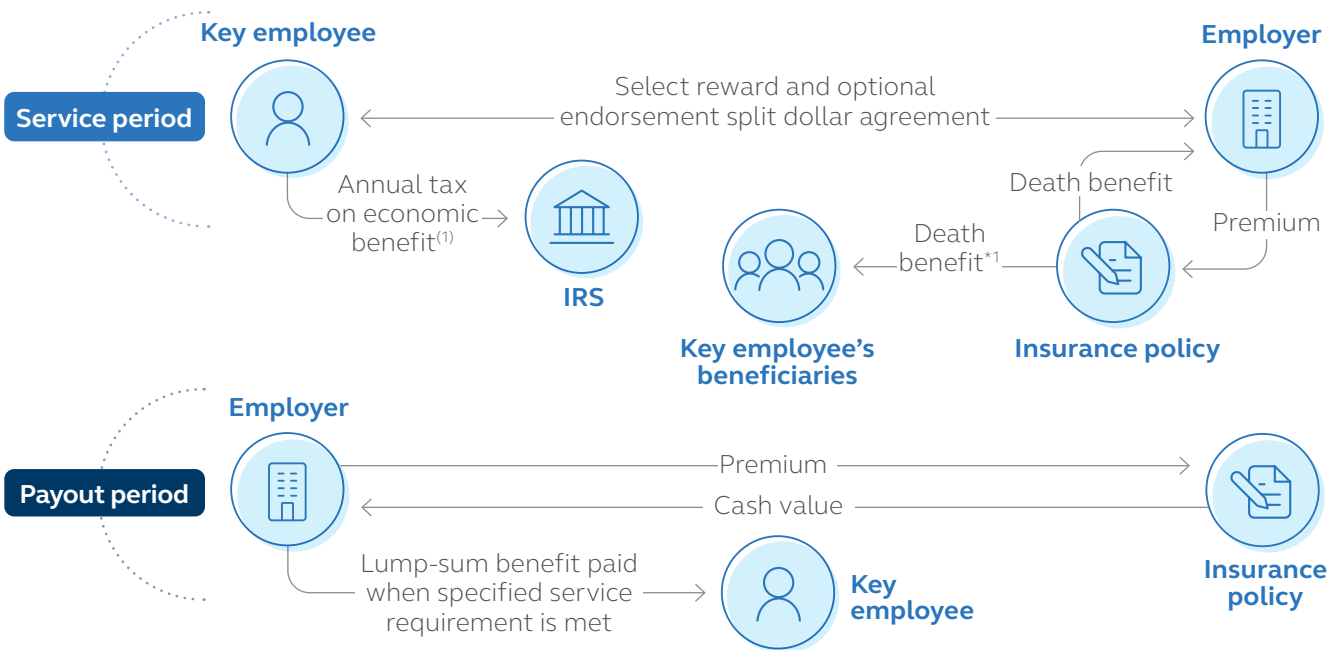 Key employee
Employer
Service period
Select reward and optional
endorsement split dollar agreement
Annual tax
on economic
benefit(1)
IRS
Death benefit
Premium
Death
benefit*1
Key employee’s
beneficiaries
Insurance policy
Employer
Payout period
Premium
Cash value
Lump-sum benefit paid
when specified service
requirement is met
Key
employee
Insurance
policy